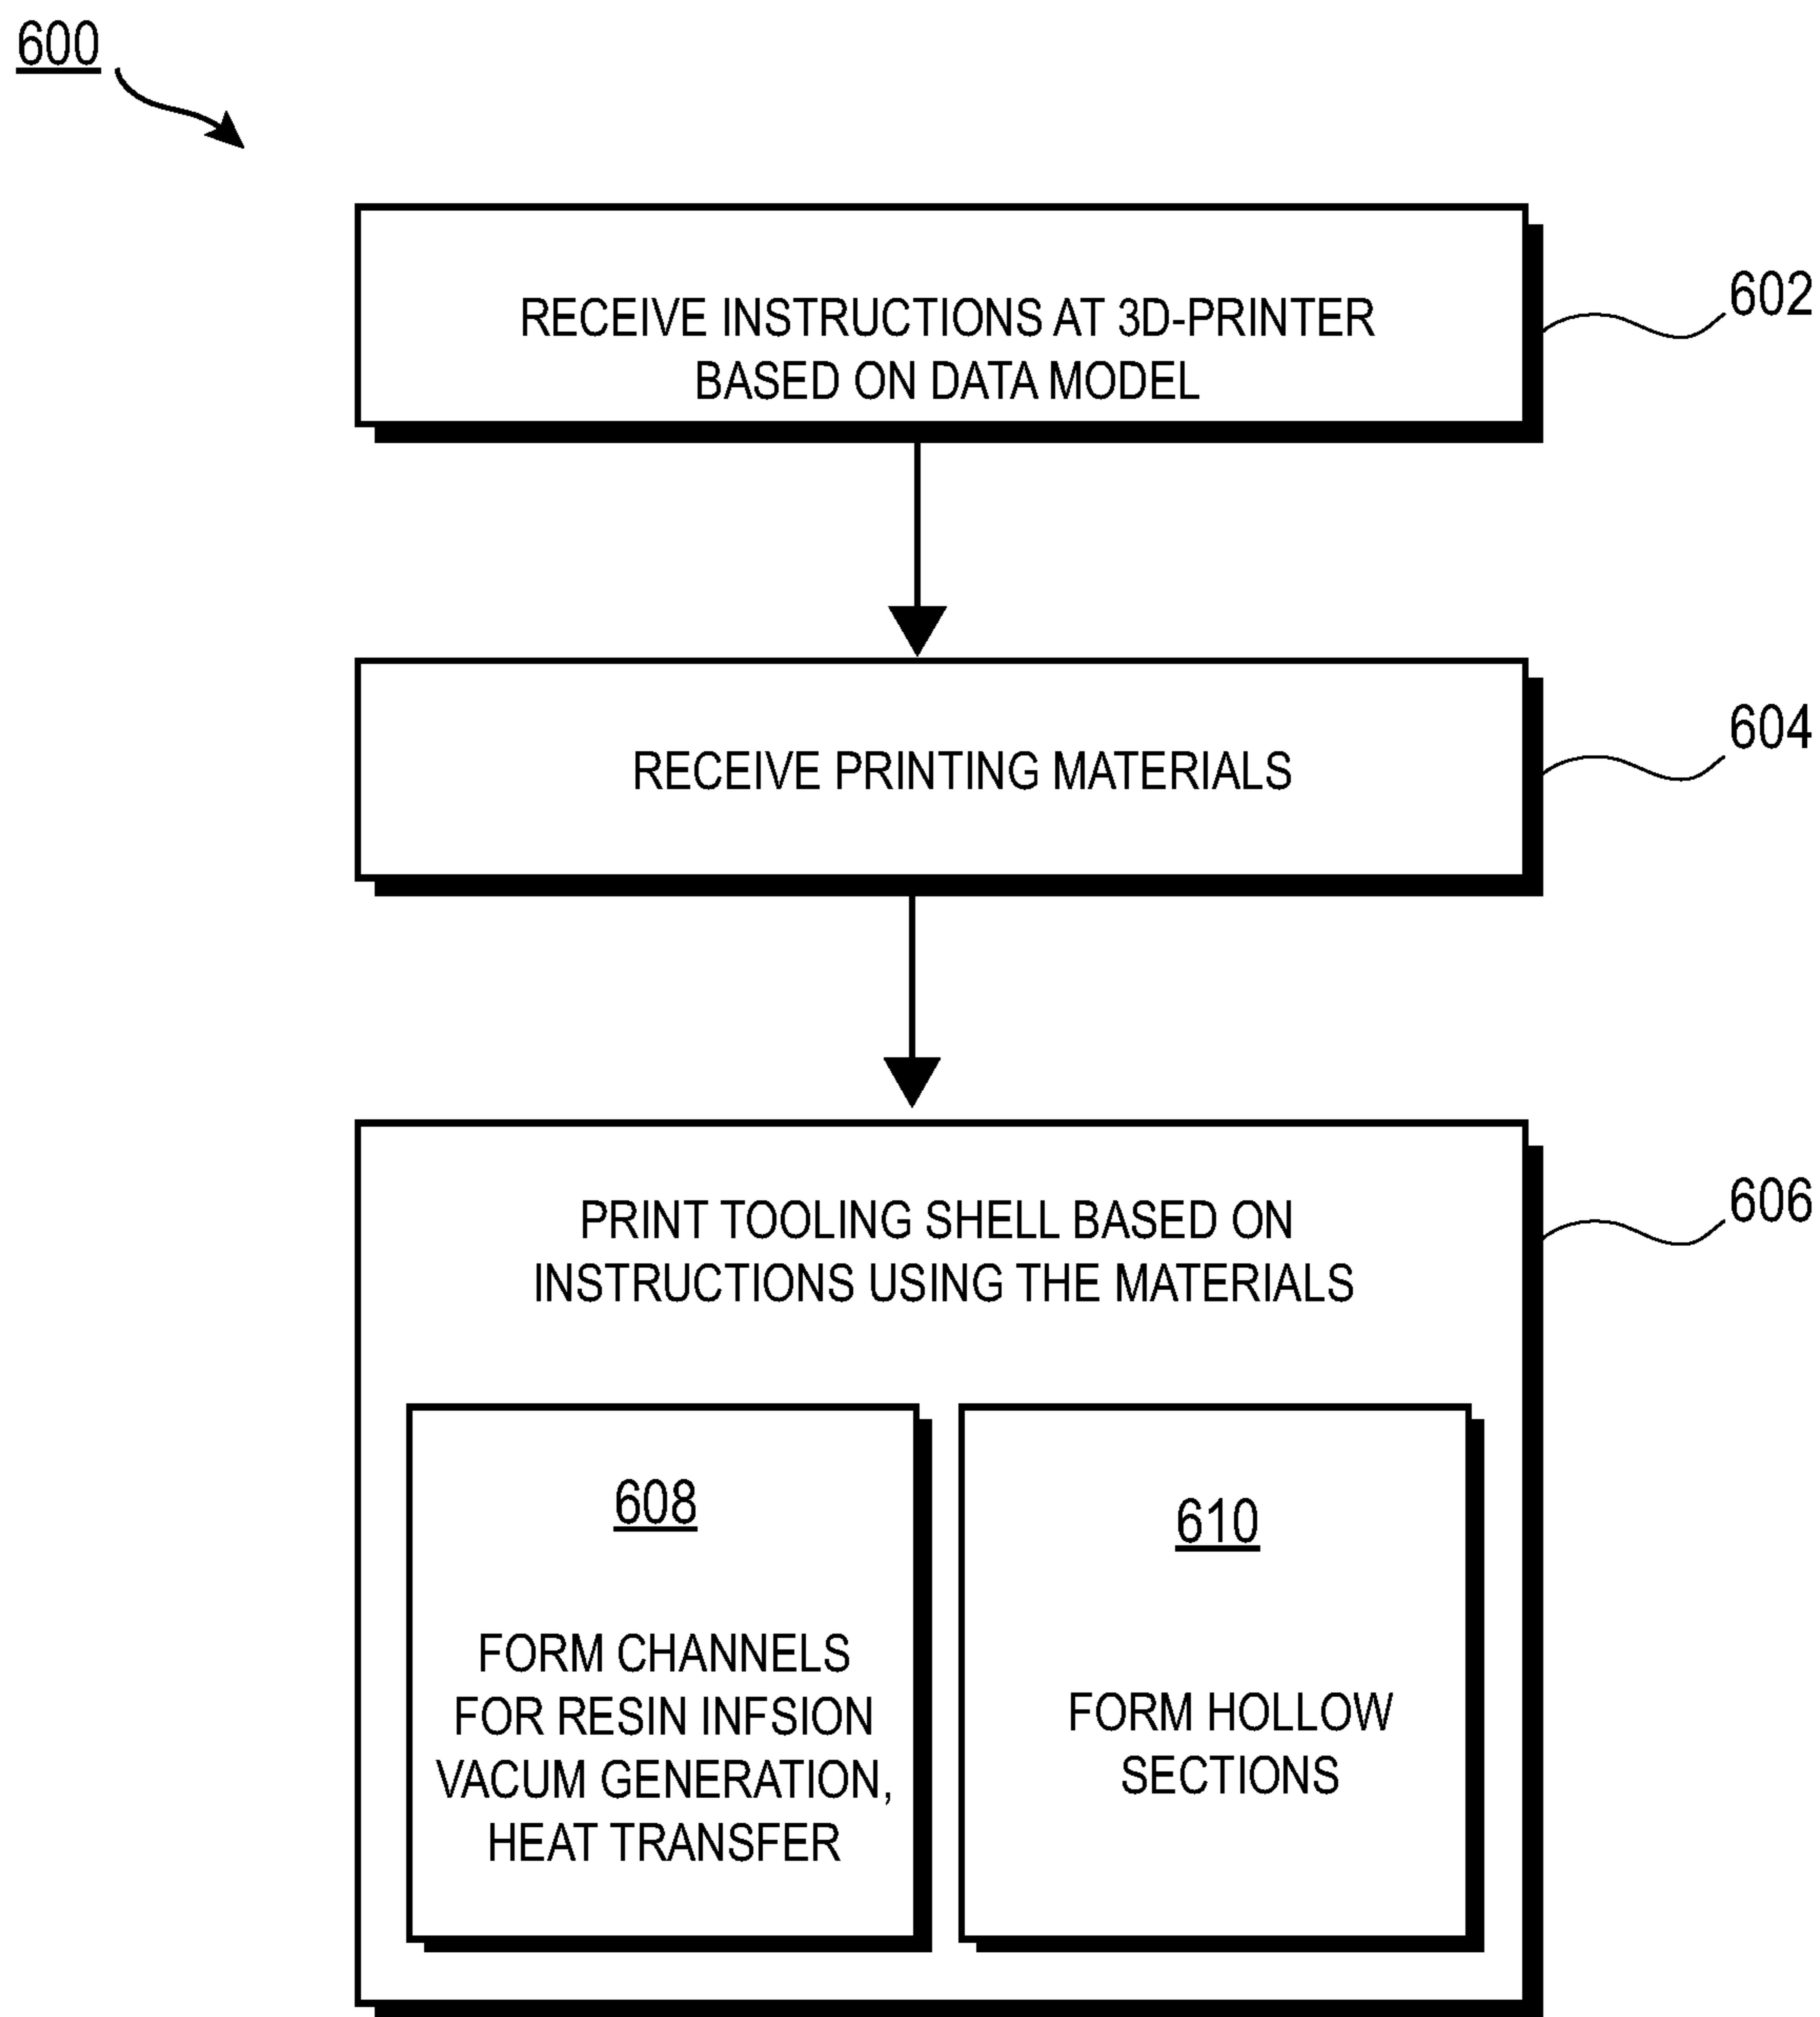 600
RECEIVE INSTRUCTIONS AT 3D-PRINTER
BASED ON DATA MODEL
602
RECEIVE PRINTING MATERIALS
604
PRINT TOOLING SHELL BASED ON
INSTRUCTIONS USING THE MATERIALS
606
608
FORM CHANNELS
FOR RESIN INFSION
VACUM GENERATION,
HEAT TRANSFER
610
FORM HOLLOW
SECTIONS